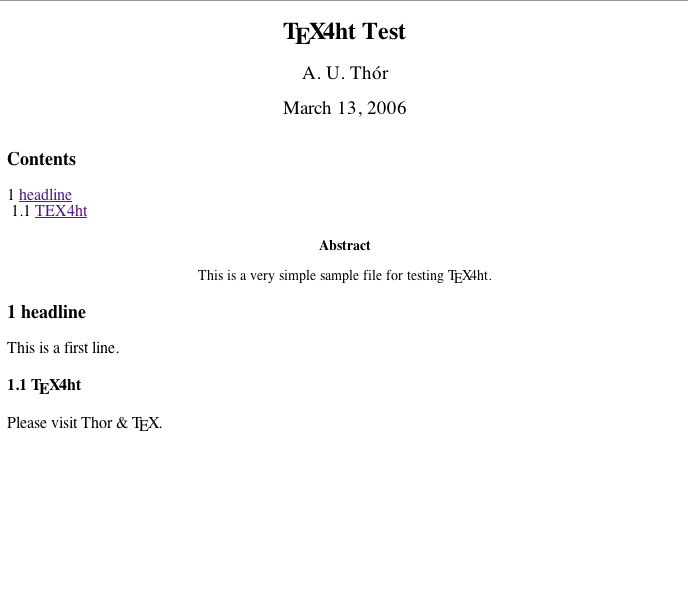 TEX4ht Test
A. U. Thór
March 13, 2006
Contents
1 headline
1.1 TEX4ht
Abstract
This is a very simple sample file for testing TEX4ht.
1 headline
This is a first line.
1.1 TEX4ht
Please visit Thor & TEX.